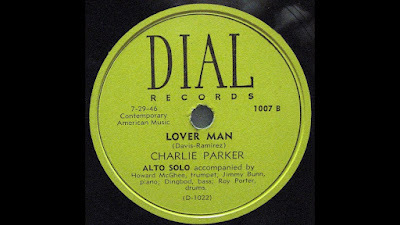 DIAL
RECORDS
7-29-46
Contemporary
American Music
1007 B
LOVER MAN
(Davis-Ramirez)
CHARLIE PARKER
ALTO SOLO accompanied by
Howard McGhee, trumpet; Jimmy Bunn,
piano; Dingbod, bass; Roy Porter,
drums.
(D-1022)